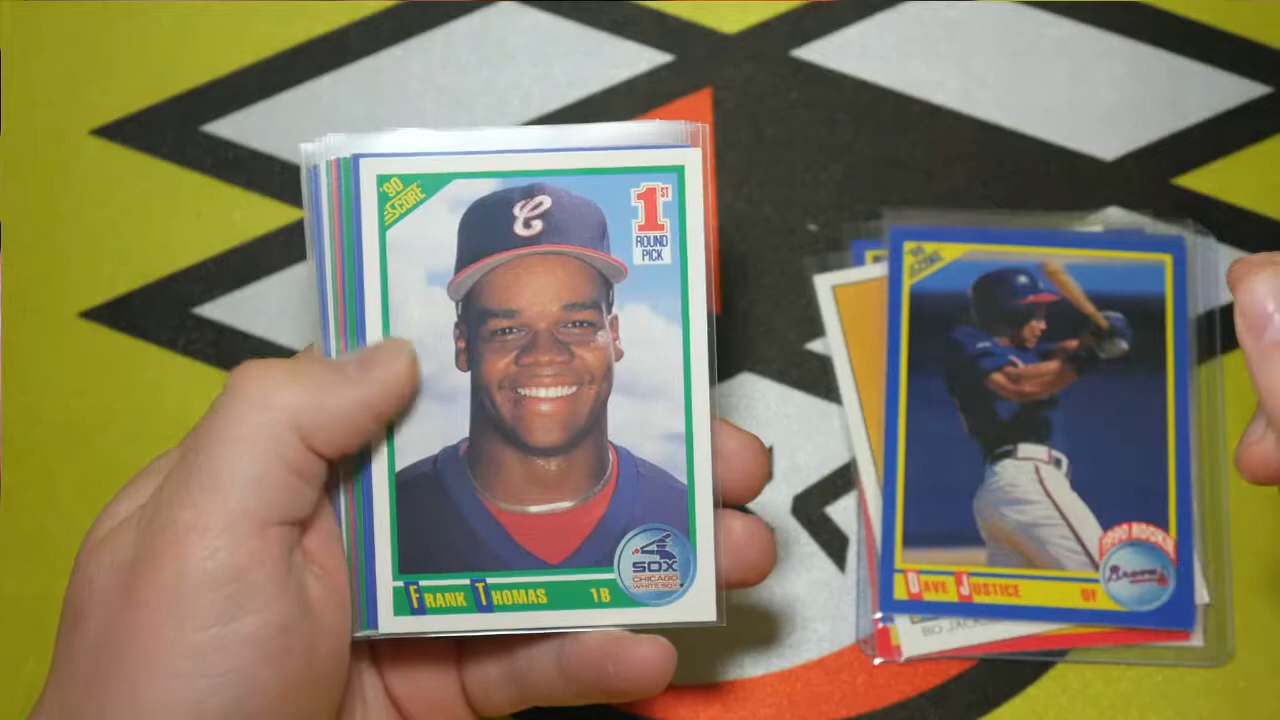 '90
SCORE
C
1ST
ROUND
PICK
SOX
CHICAGO
WHITE SOX
FRANK THOMAS 1B
'90
SCORE
1990 ROOKIE
Braves
DAVE JUSTICE OF
BO JACK